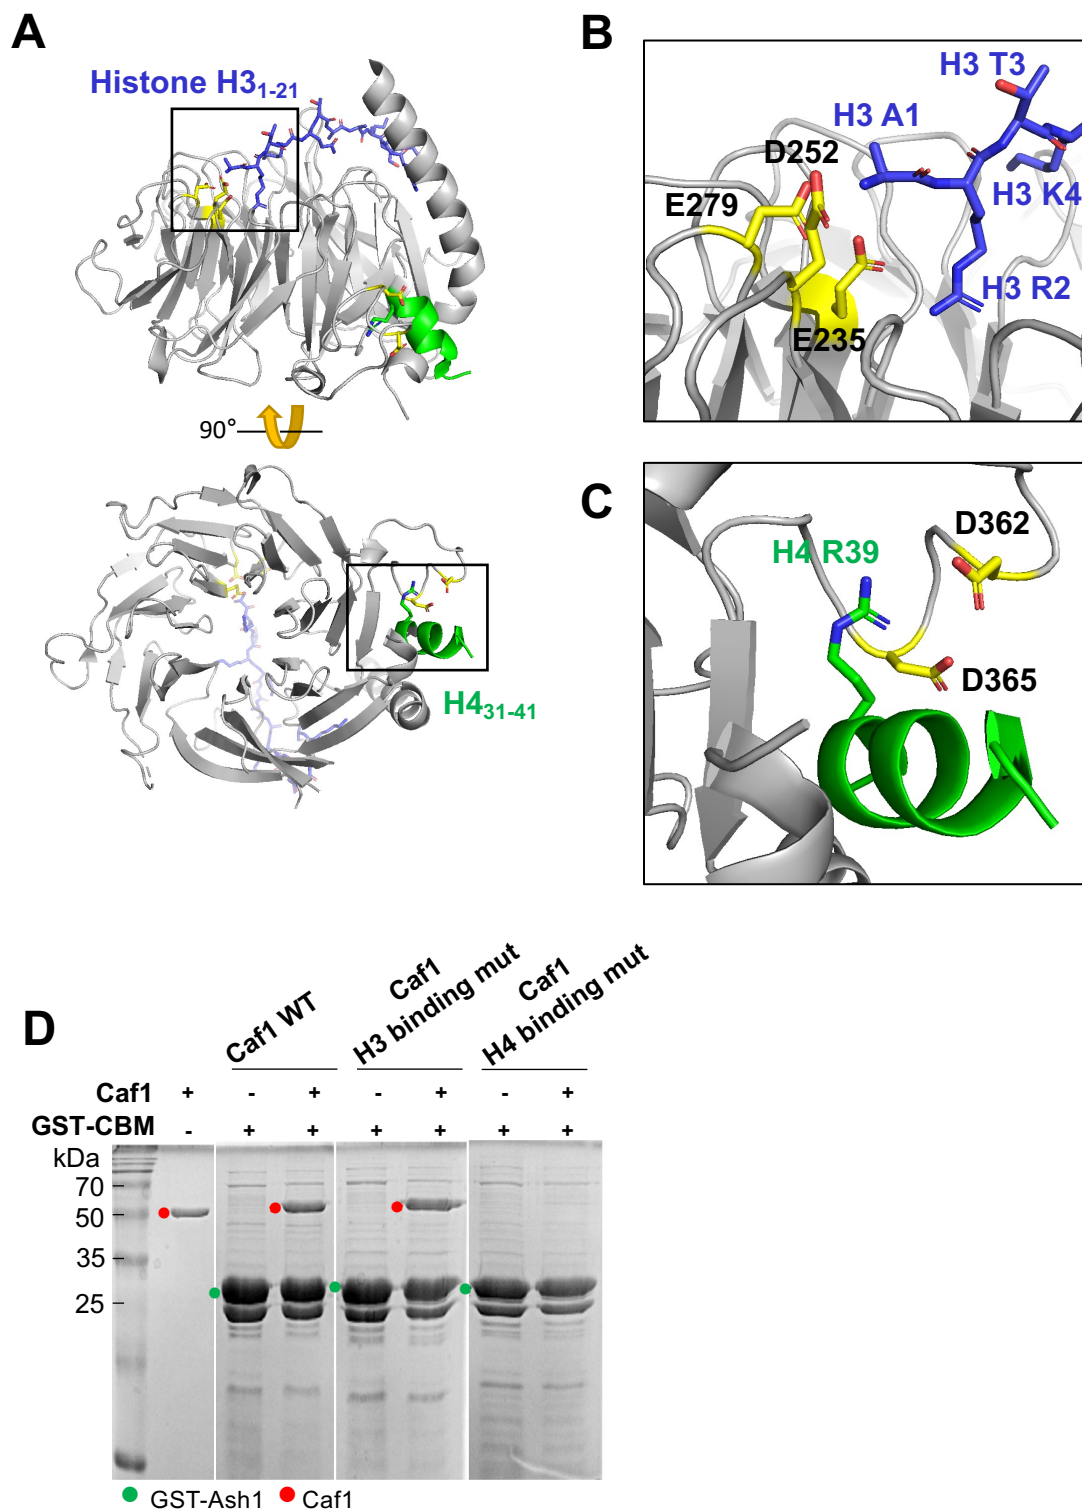 A
Histone H3₁₋₂₁
90°
H4₃₁₋₄₁
B
H3 T3
H3 A1
D252
E279
H3 K4
H3 R2
E235
C
D362
H4 R39
D365
D
Caf1 WT
Caf1
H3 binding mut
Caf1
H4 binding mut
Caf1 + - + - + - +
GST-CBM - + + + + + +
kDa
70
50
35
25
GST-Ash1 Caf1